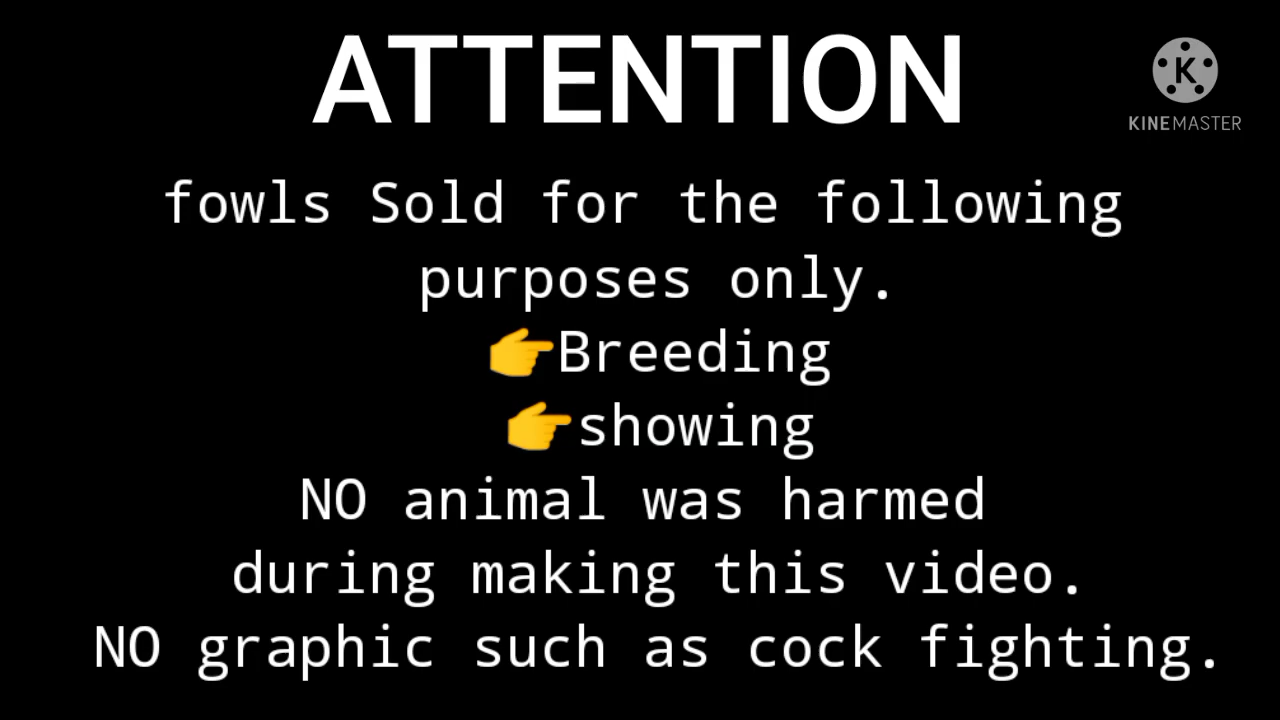 ATTENTION
K
KINEMASTER
fowls Sold for the following
purposes only.
👉Breeding
👉showing
NO animal was harmed
during making this video.
NO graphic such as cock fighting.